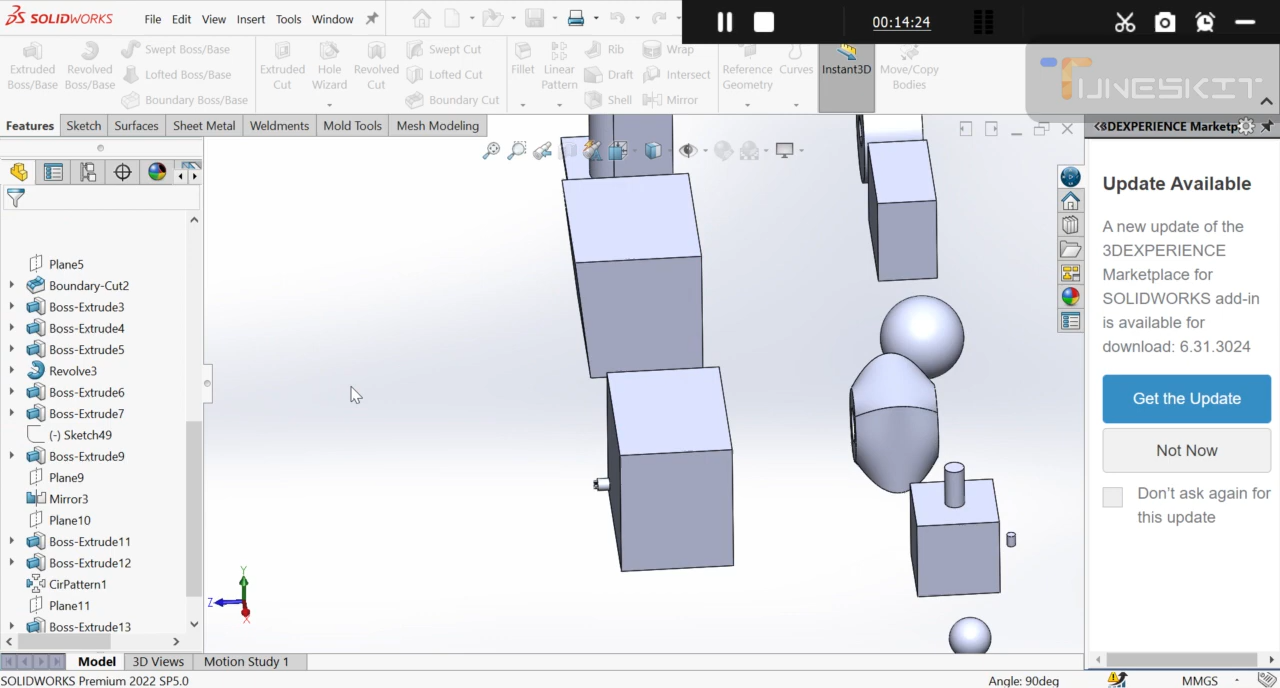 SOLIDWORKS File Edit View Insert Tools Window
00:14:24
Extruded Boss/Base
Revolved Boss/Base
Swept Boss/Base
Lofted Boss/Base
Boundary Boss/Base
Extruded Cut
Hole Wizard
Revolved Cut
Swept Cut
Lofted Cut
Boundary Cut
Fillet
Linear Pattern
Rib
Draft
Shell
Wrap
Intersect
Mirror
Reference Geometry
Curves
Instant3D
Move/Copy Bodies
TUNESKIT
Features Sketch Surfaces Sheet Metal Weldments Mold Tools Mesh Modeling
3DEXPERIENCE Marketp
Plane5
Boundary-Cut2
Boss-Extrude3
Boss-Extrude4
Boss-Extrude5
Revolve3
Boss-Extrude6
Boss-Extrude7
(-) Sketch49
Boss-Extrude9
Plane9
Mirror3
Plane10
Boss-Extrude11
Boss-Extrude12
CirPattern1
Plane11
Boss-Extrude13
Y
Z
X
Update Available
A new update of the
3DEXPERIENCE
Marketplace for
SOLIDWORKS add-in
is available for
download: 6.31.3024
Get the Update
Not Now
Don't ask again for
this update
Model 3D Views Motion Study 1
SOLIDWORKS Premium 2022 SP5.0
Angle: 90deg
MMGS